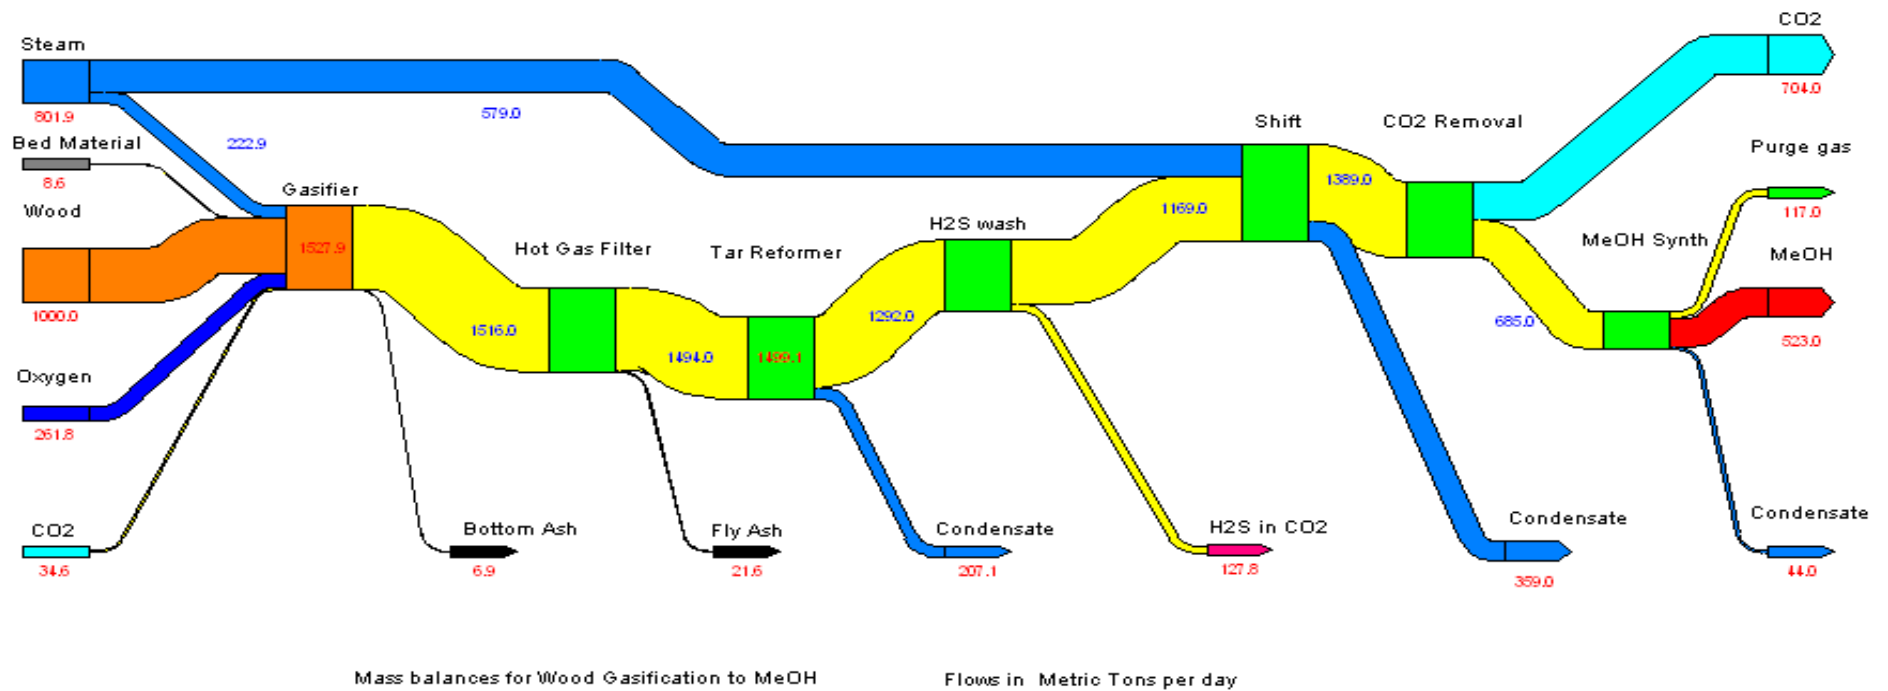 CO2
Steam
704.0
801.9
579.0
Shift
CO2 Removal
Bed Material
222.9
Purge gas
8.6
Gasifier
1389.0
Wood
1169.0
117.0
H2S wash
1527.9
Hot Gas Filter
Tar Reformer
MeOH Synth
MeOH
1000.0
1516.0
1292.0
685.0
1494.0
1499.1
523.0
Oxygen
261.8
CO2
Bottom Ash
Fly Ash
Condensate
H2S in CO2
Condensate
Condensate
34.6
6.9
21.6
207.1
127.8
359.0
44.0
Mass balances for Wood Gasification to MeOH
Flows in Metric Tons per day